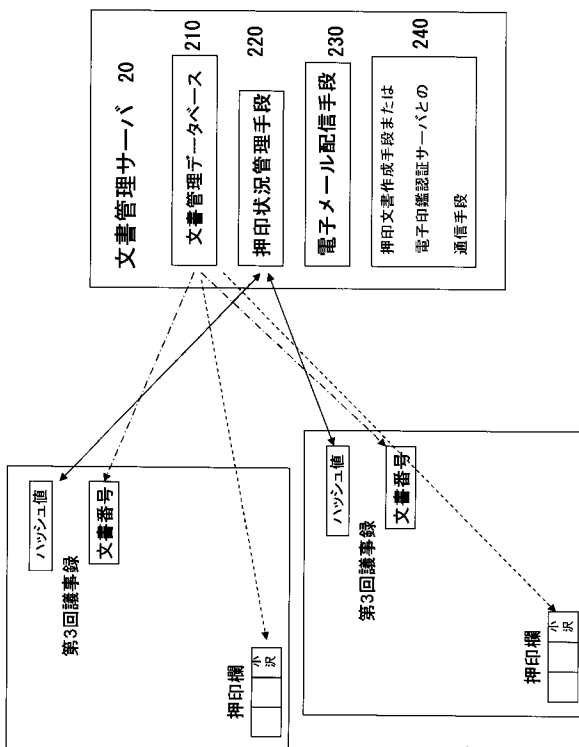 文書管理サーバ 20
文書管理データベース 210
押印状況管理手段 220
電子メール配信手段 230
押印文書作成手段または
電子印鑑認証サーバとの
通信手段
240
ハッシュ値
第3回議事録
文書番号
押印欄
小沢
ハッシュ値
第3回議事録
文書番号
押印欄
小沢